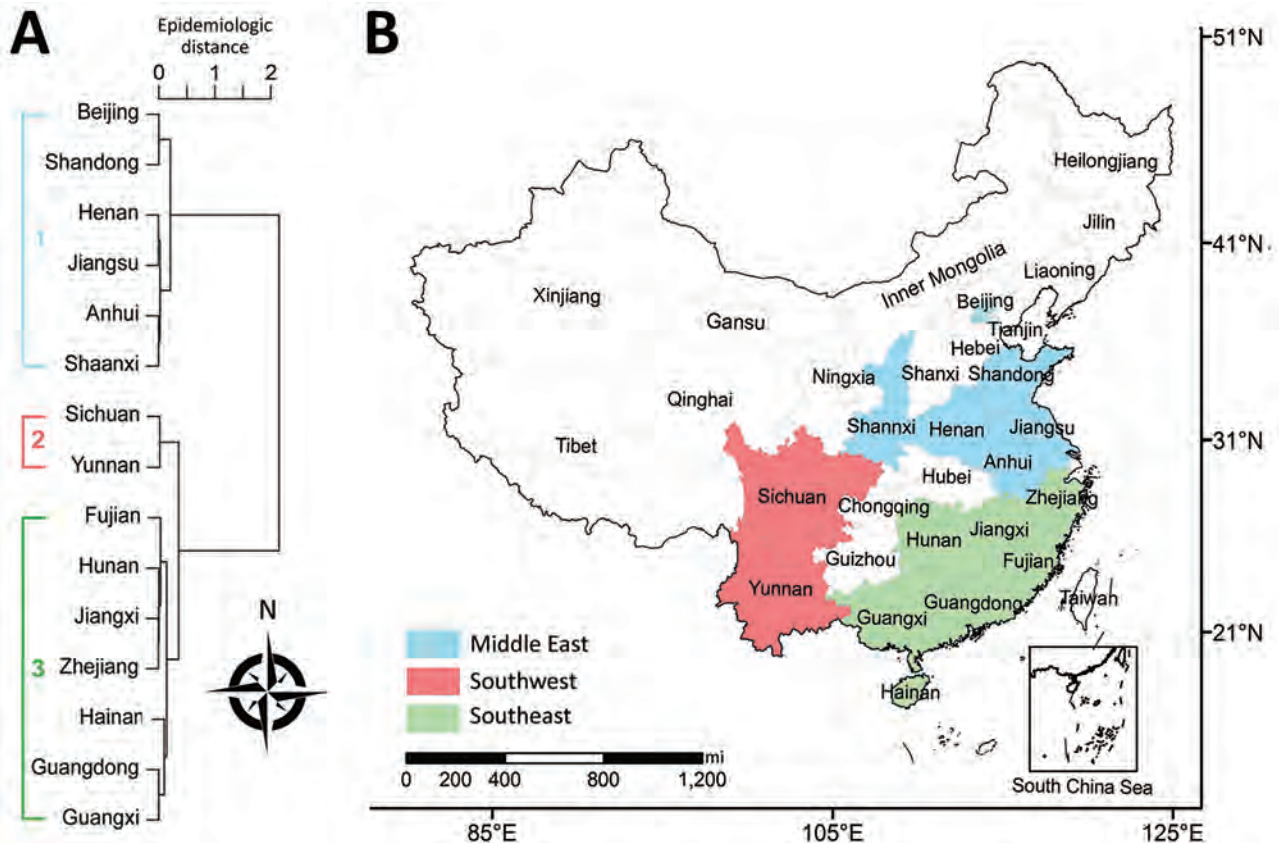 A
Epidemiologic
distance
0 1 2
Beijing
Shandong
Henan
Jiangsu
Anhui
Shaanxi
Sichuan
Yunnan
Fujian
Hunan
Jiangxi
Zhejiang
Hainan
Guangdong
Guangxi
1
2
3
N
B
51°N
41°N
31°N
21°N
85°E 105°E 125°E
Heilongjiang
Jilin
Liaoning
Inner Mongolia
Beijing
Tianjin
Hebei
Xinjiang
Gansu
Ningxia
Shanxi
Shandong
Qinghai
Shannxi
Henan
Jiangsu
Tibet
Anhui
Hubei
Sichuan
Chongqing
Zhejiang
Jiangxi
Hunan
Guizhou
Fujian
Yunnan
Guangdong
Guangxi
Taiwah
Hainan
Middle East
Southwest
Southeast
mi
0 200 400 800 1,200
South China Sea